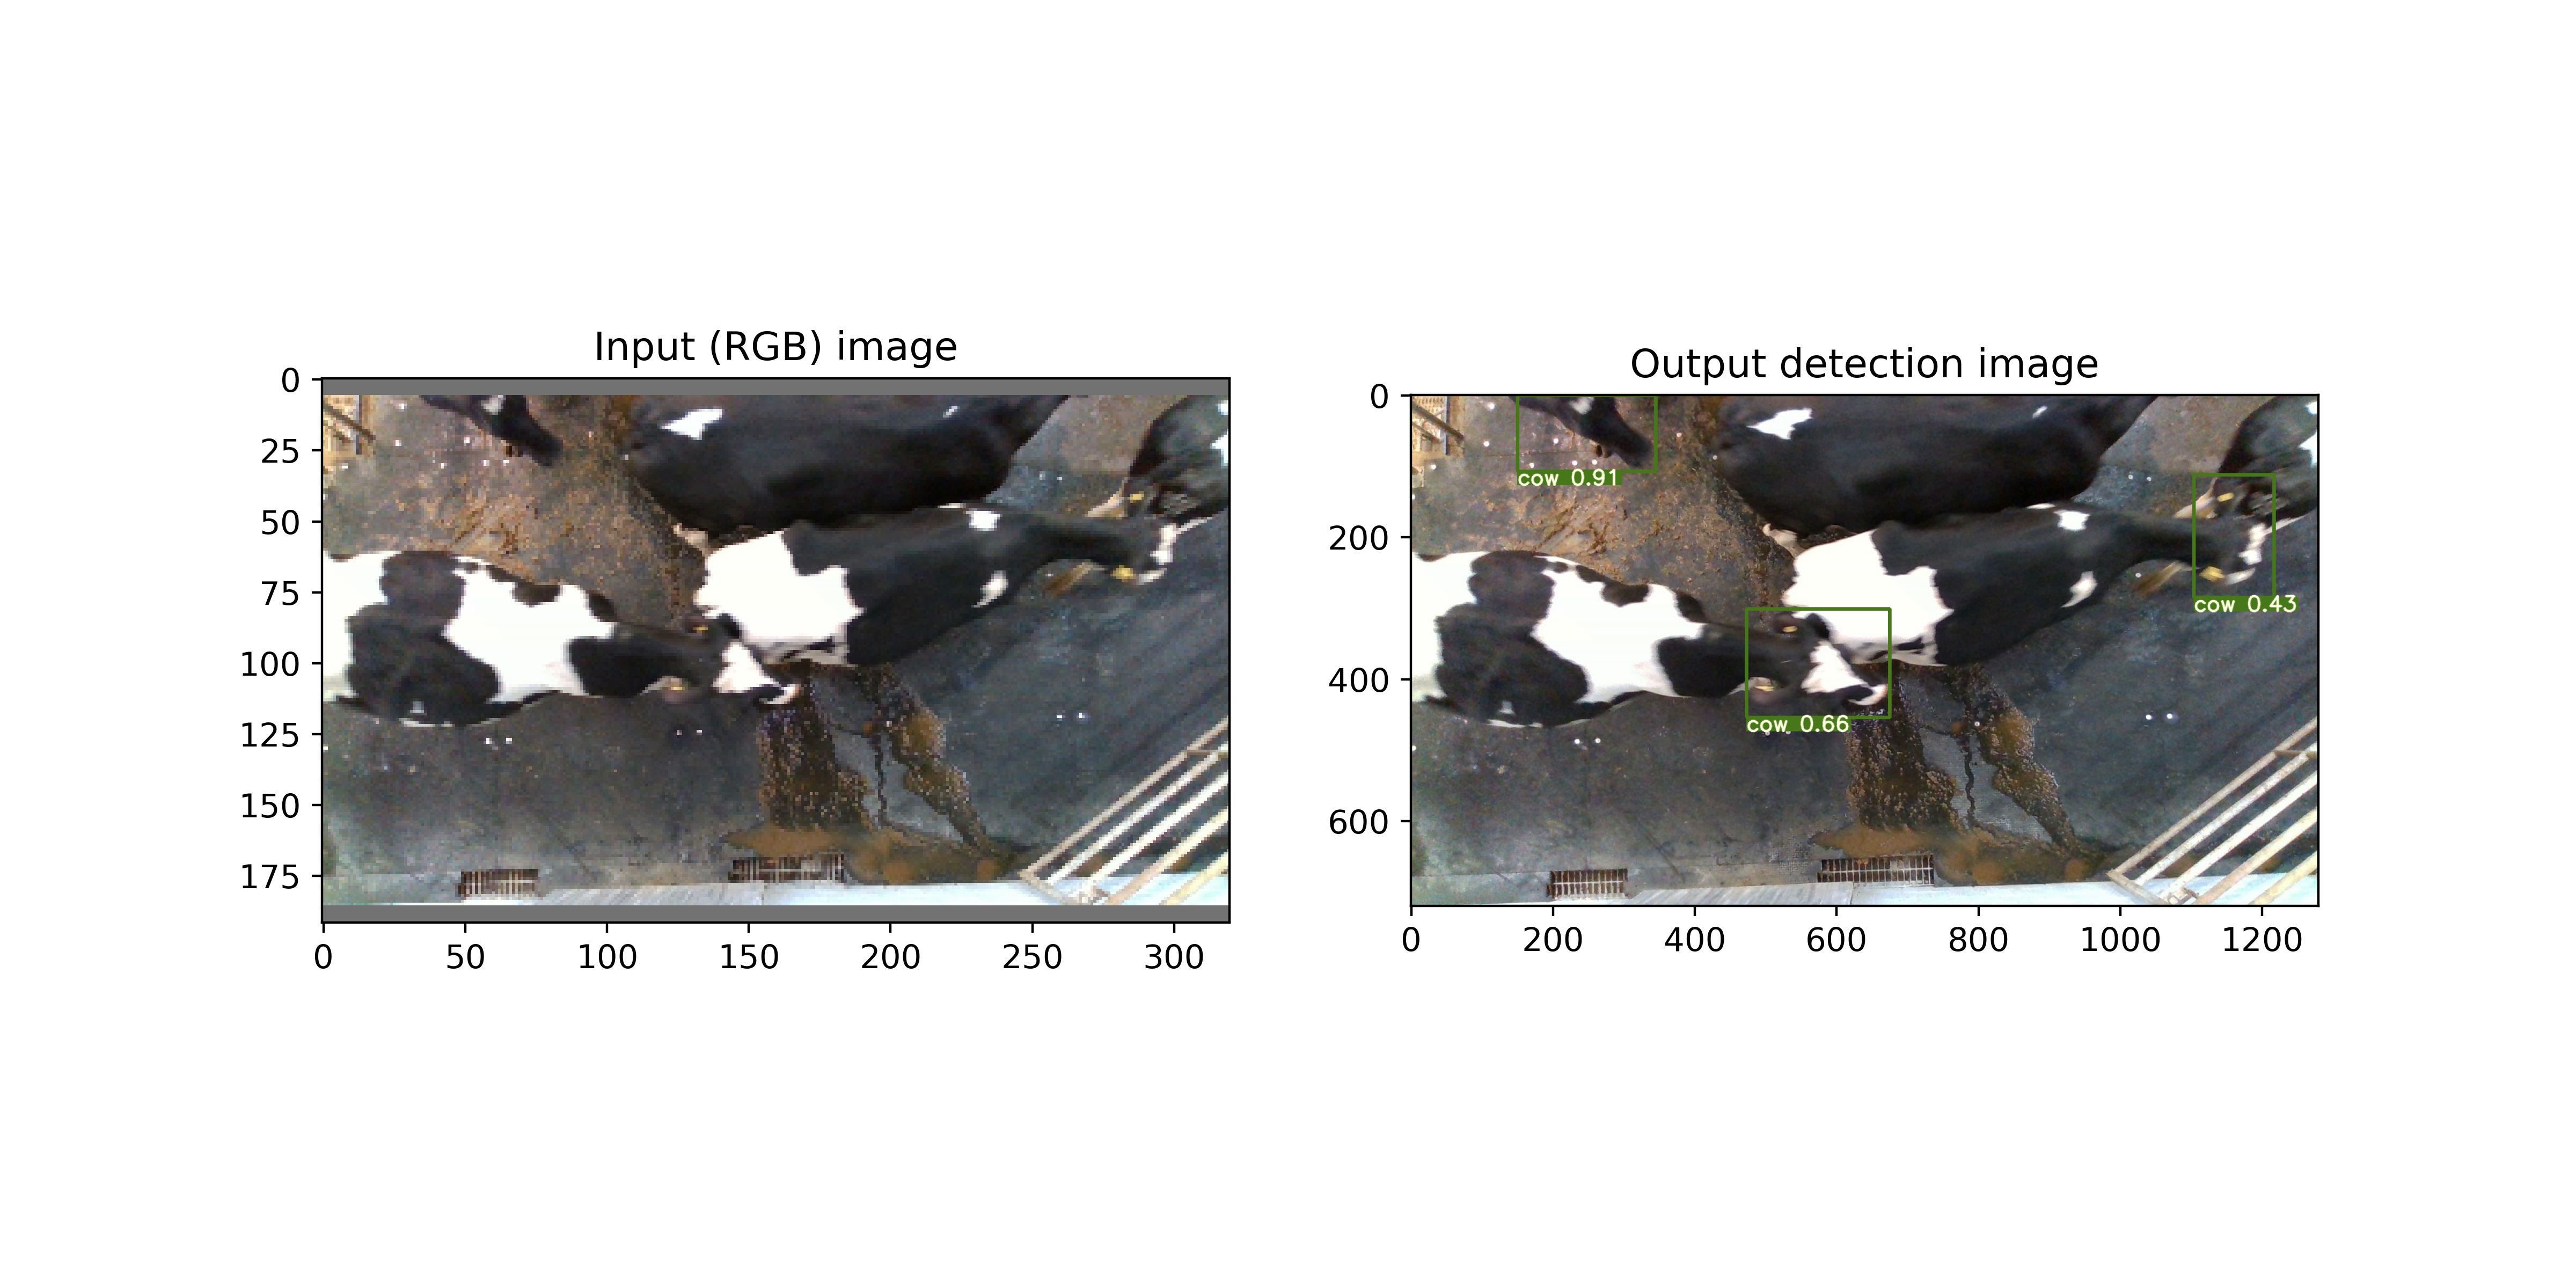 Input (RGB) image
0
25
50
75
100
125
150
175
0 50 100 150 200 250 300
Output detection image
0
200
400
600
0 200 400 600 800 1000 1200
cow 0.91
cow 0.43
cow 0.66